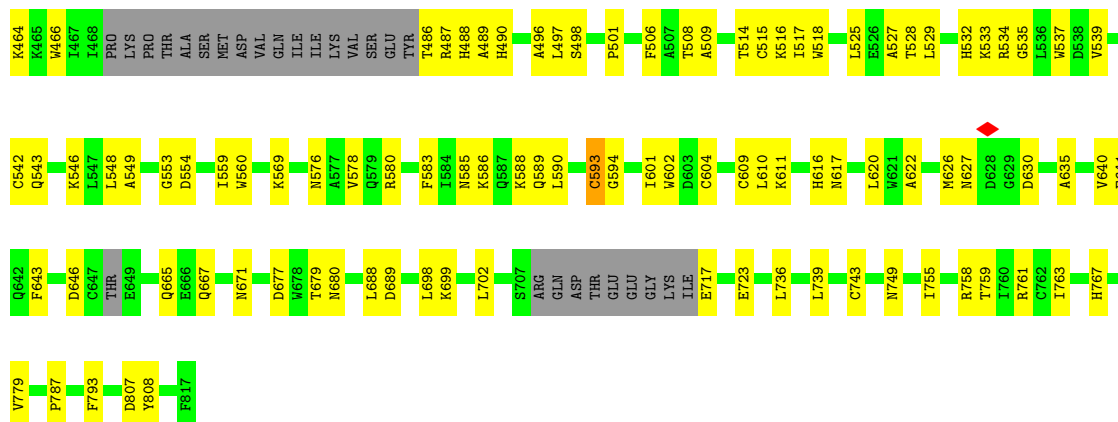 K464 K465 W466 I467 I468 PRO LYS PRO THR ALA SER MET ASP VAL GLN ILE ILE LYS VAL SER GLU TYR T486 R487 H488 A489 H490 A496 L497 S498 P501 F506 A507 T508 A509 T514 C515 K516 I517 W518 L525 E526 A527 T528 L529 H532 K533 R534 G535 L536 W537 D538 V539
C542 Q543 K546 L547 L548 A549 G553 D554 I559 W560 K569 N576 A577 V578 Q579 R580 F583 I584 N585 K586 Q587 K588 Q589 L590 C593 G594 I601 W602 D603 C604 C609 L610 K611 H616 N617 L620 W621 A622 M626 N627 D628 G629 D630 A635 V640
Q642 F643 D646 C647 THR E649 Q665 E666 Q667 N671 D677 W678 T679 N680 L688 D689 L698 K699 L702 S707 ARG GLN ASP THR GLU GLU GLY LYS ILE E717 E723 L736 L739 C743 N749 I755 R758 T759 I760 R761 C762 I763 H767
V779 P787 F793 D807 Y808 F817